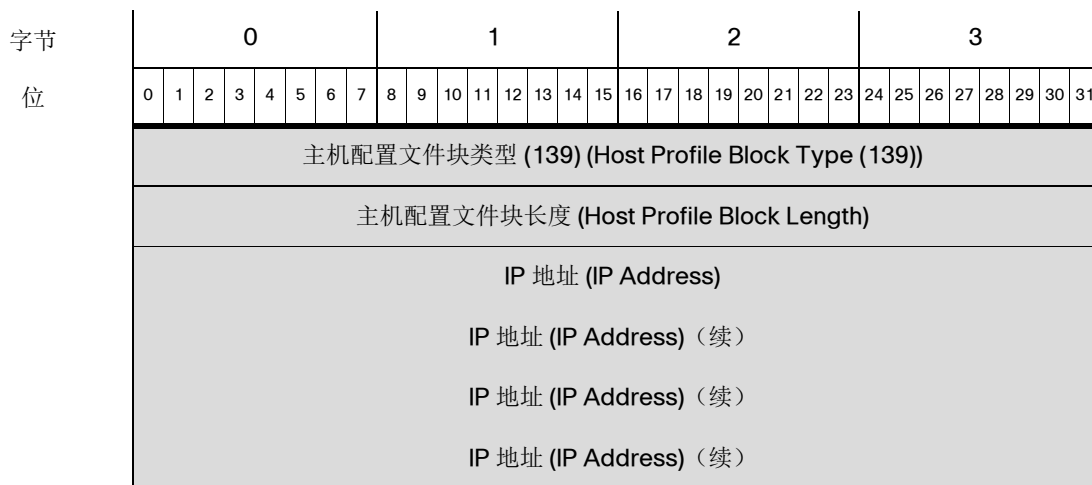 字节 0 1 2 3
位 0 1 2 3 4 5 6 7 8 9 10 11 12 13 14 15 16 17 18 19 20 21 22 23 24 25 26 27 28 29 30 31
主机配置文件块类型 (139) (Host Profile Block Type (139))
主机配置文件块长度 (Host Profile Block Length)
IP 地址 (IP Address)
IP 地址 (IP Address)（续）
IP 地址 (IP Address)（续）
IP 地址 (IP Address)（续）